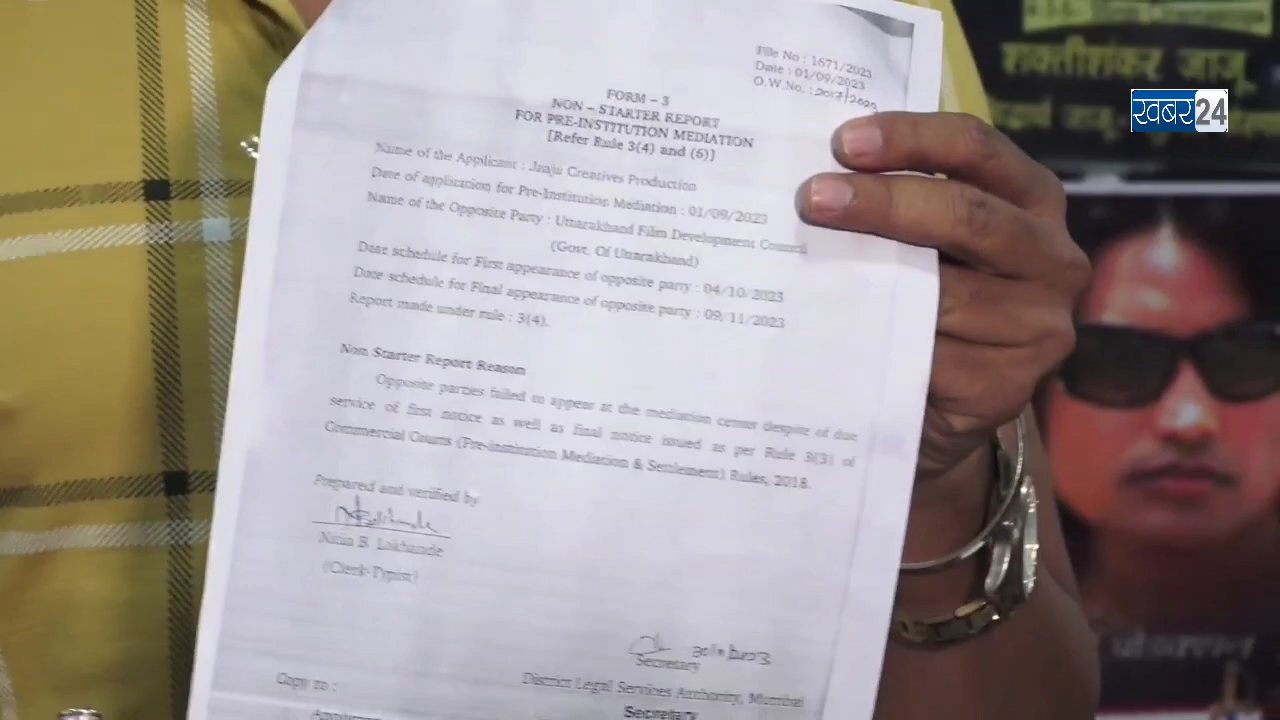 File No : 1671/2023
Date : 01/09/2023
O.W.No. : 2017/2023
FORM – 3
NON – STARTER REPORT
FOR PRE-INSTITUTION MEDIATION
[Refer Rule 3(4) and (6)]
Name of the Applicant : Jaaju Creatives Production
Date of application for Pre-Institution Mediation : 01/09/2023
Name of the Opposite Party : Uttarakhand Film Development Council
(Govt. Of Uttarakhand)
Date schedule for First appearance of opposite party : 04/10/2023
Date schedule for Final appearance of opposite party : 09/11/2023
Report made under rule : 3(4).
Non Starter Report Reason
Opposite parties failed to appear at the mediation center despite of due
service of first notice as well as final notice issued as per Rule 3(3) of
Commercial Courts (Pre-institution Mediation & Settlement) Rules, 2018.
Prepared and verified by
Nitin B. Lokhande
(Clerk-Typist)
Secretary
District Legal Services Authority, Mumbai
Secretary
Copy to :
शक्तीशंकर जाजू
खबर 24